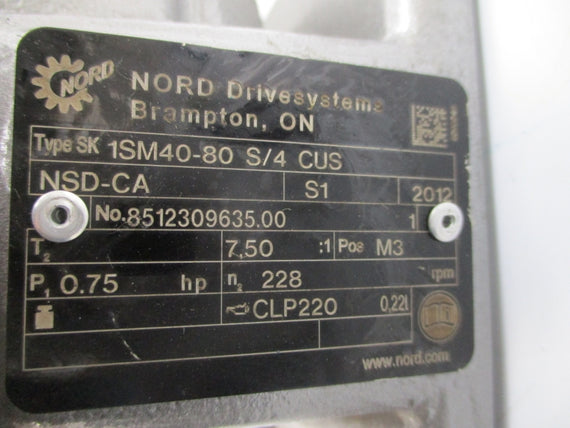 NORD
NORD Drivesystems
Brampton, ON
Type SK 1SM40-80 S/4 CUS
NSD-CA S1 2012
No. 8512309635.00 1
T2 7,50 :1 Pos M3
P1 0.75 hp n2 228 rpm
CLP220 0,22l
www.nord.com